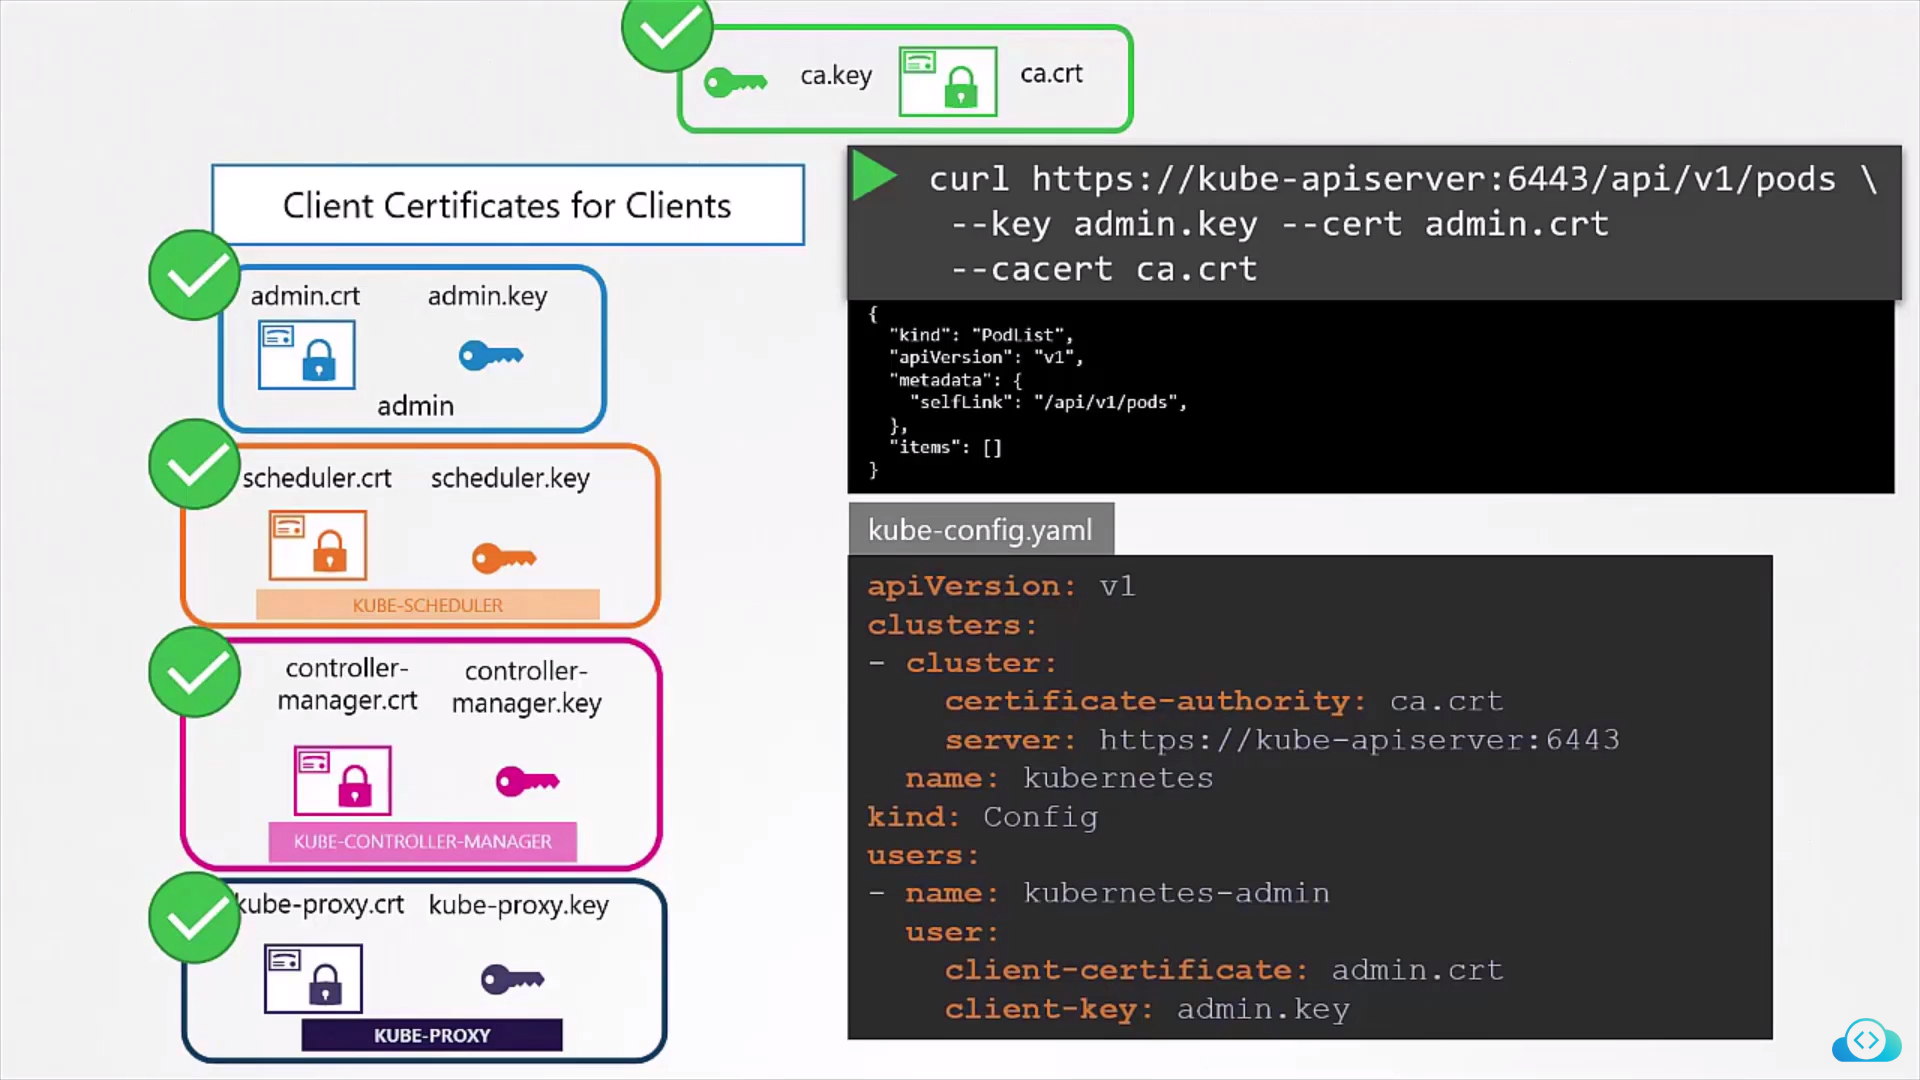 ca.key
ca.crt
Client Certificates for Clients
admin.crt
admin.key
admin
scheduler.crt
scheduler.key
KUBE-SCHEDULER
controller-
manager.crt
controller-
manager.key
KUBE-CONTROLLER-MANAGER
kube-proxy.crt
kube-proxy.key
KUBE-PROXY
curl https://kube-apiserver:6443/api/v1/pods \
--key admin.key --cert admin.crt
--cacert ca.crt
{
"kind": "PodList",
"apiVersion": "v1",
"metadata": {
"selfLink": "/api/v1/pods",
},
"items": []
}
kube-config.yaml
apiVersion: v1
clusters:
- cluster:
certificate-authority: ca.crt
server: https://kube-apiserver:6443
name: kubernetes
kind: Config
users:
- name: kubernetes-admin
user:
client-certificate: admin.crt
client-key: admin.key